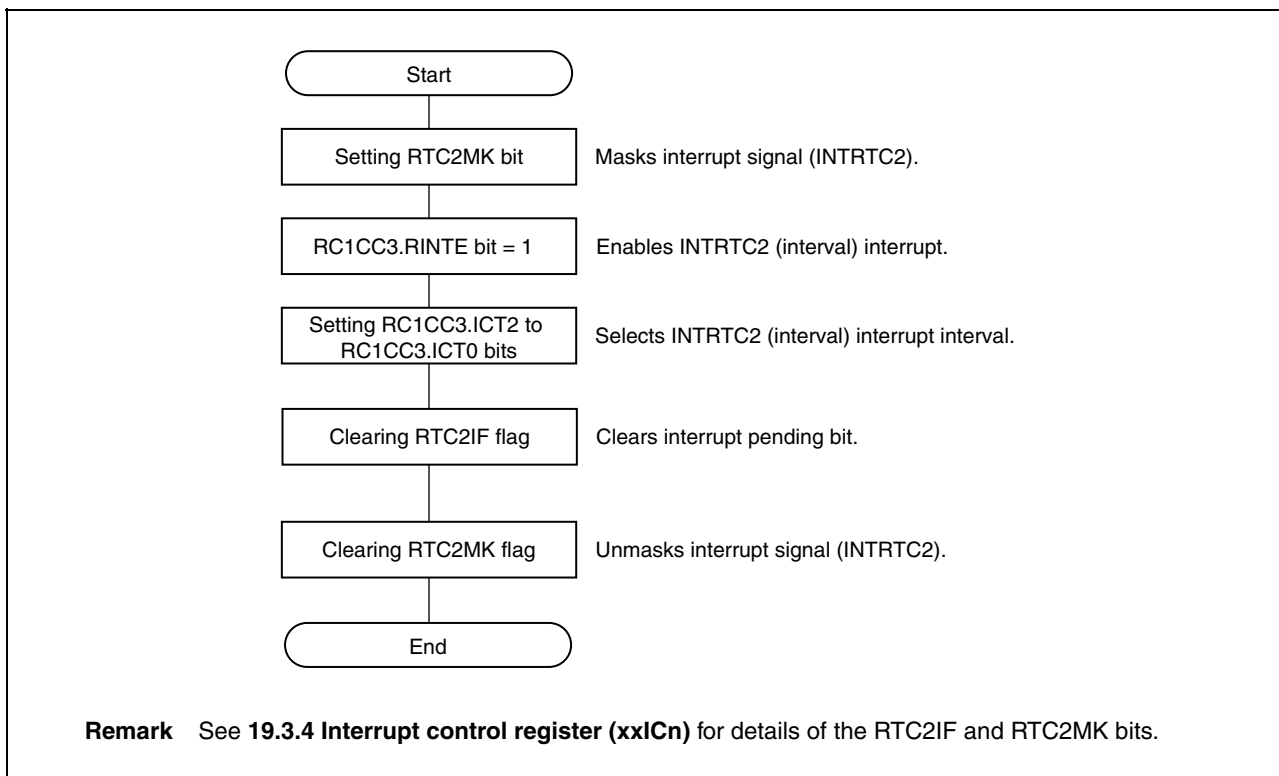 Start
Setting RTC2MK bit
Masks interrupt signal (INTRTC2).
RC1CC3.RINTE bit = 1
Enables INTRTC2 (interval) interrupt.
Setting RC1CC3.ICT2 to
RC1CC3.ICT0 bits
Selects INTRTC2 (interval) interrupt interval.
Clearing RTC2IF flag
Clears interrupt pending bit.
Clearing RTC2MK flag
Unmasks interrupt signal (INTRTC2).
End
Remark See 19.3.4 Interrupt control register (xxICn) for details of the RTC2IF and RTC2MK bits.